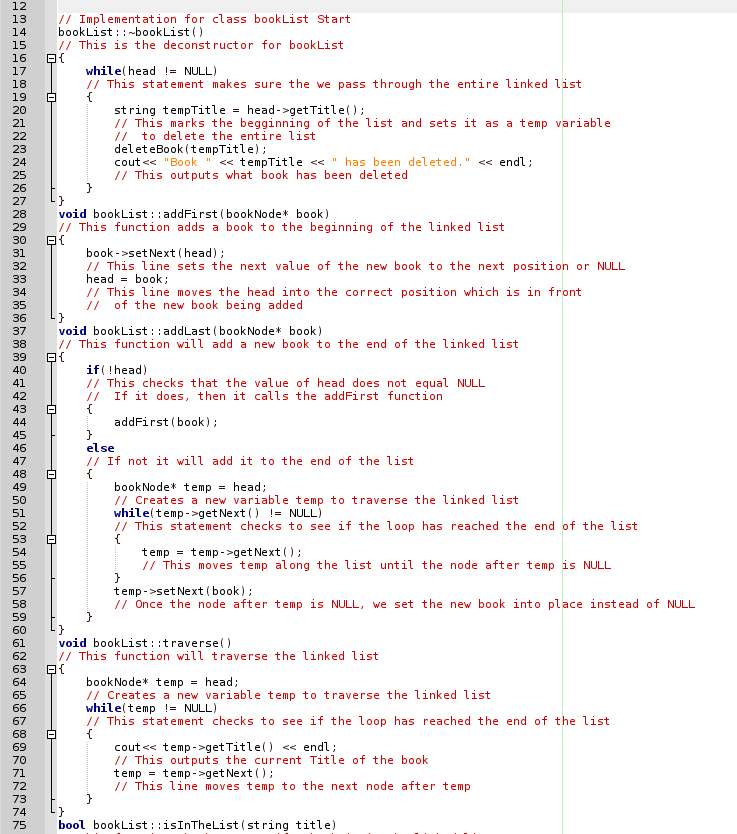 12
13 // Implementation for class bookList Start
14 bookList::~bookList()
15 // This is the deconstructor for bookList
16 {
17 while(head != NULL)
18 // This statement makes sure the we pass through the entire linked list
19 {
20 string tempTitle = head->getTitle();
21 // This marks the begginning of the list and sets it as a temp variable
22 //  to delete the entire list
23 deleteBook(tempTitle);
24 cout<< "Book " << tempTitle << " has been deleted." << endl;
25 // This outputs what book has been deleted
26 }
27 }
28 void bookList::addFirst(bookNode* book)
29 // This function adds a book to the beginning of the linked list
30 {
31 book->setNext(head);
32 // This line sets the next value of the new book to the next position or NULL
33 head = book;
34 // This line moves the head into the correct position which is in front
35 //  of the new book being added
36 }
37 void bookList::addLast(bookNode* book)
38 // This function will add a new book to the end of the linked list
39 {
40 if(!head)
41 // This checks that the value of head does not equal NULL
42 //  If it does, then it calls the addFirst function
43 {
44 addFirst(book);
45 }
46 else
47 // If not it will add it to the end of the list
48 {
49 bookNode* temp = head;
50 // Creates a new variable temp to traverse the linked list
51 while(temp->getNext() != NULL)
52 // This statement checks to see if the loop has reached the end of the list
53 {
54 temp = temp->getNext();
55 // This moves temp along the list until the node after temp is NULL
56 }
57 temp->setNext(book);
58 // Once the node after temp is NULL, we set the new book into place instead of NULL
59 }
60 }
61 void bookList::traverse()
62 // This function will traverse the linked list
63 {
64 bookNode* temp = head;
65 // Creates a new variable temp to traverse the linked list
66 while(temp != NULL)
67 // This statement checks to see if the loop has reached the end of the list
68 {
69 cout<< temp->getTitle() << endl;
70 // This outputs the current Title of the book
71 temp = temp->getNext();
72 // This line moves temp to the next node after temp
73 }
74 }
75 bool bookList::isInTheList(string title)